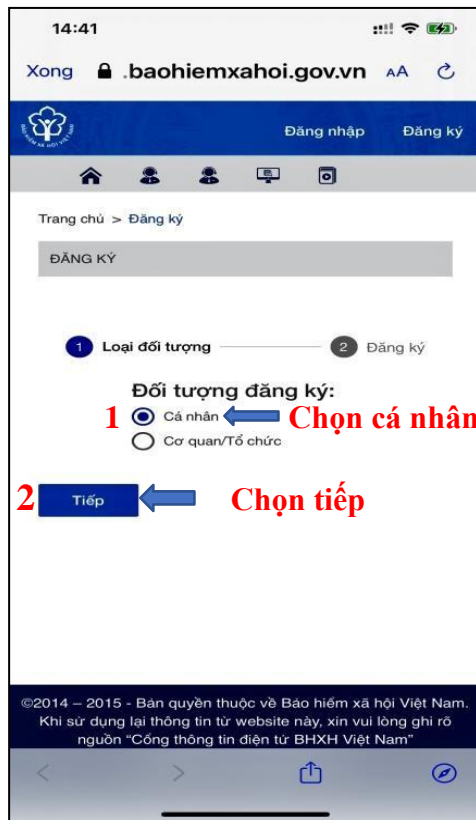 14:41
Xong .baohiemxahoi.gov.vn AA
Đăng nhập Đăng ký
Trang chủ > Đăng ký
ĐĂNG KÝ
1 Loại đối tượng 2 Đăng ký
Đối tượng đăng ký:
1 Cá nhân Chọn cá nhân
Cơ quan/Tổ chức
2 Tiếp Chọn tiếp
©2014 – 2015 - Bản quyền thuộc về Bảo hiểm xã hội Việt Nam.
Khi sử dụng lại thông tin từ website này, xin vui lòng ghi rõ
nguồn "Cổng thông tin điện tử BHXH Việt Nam"